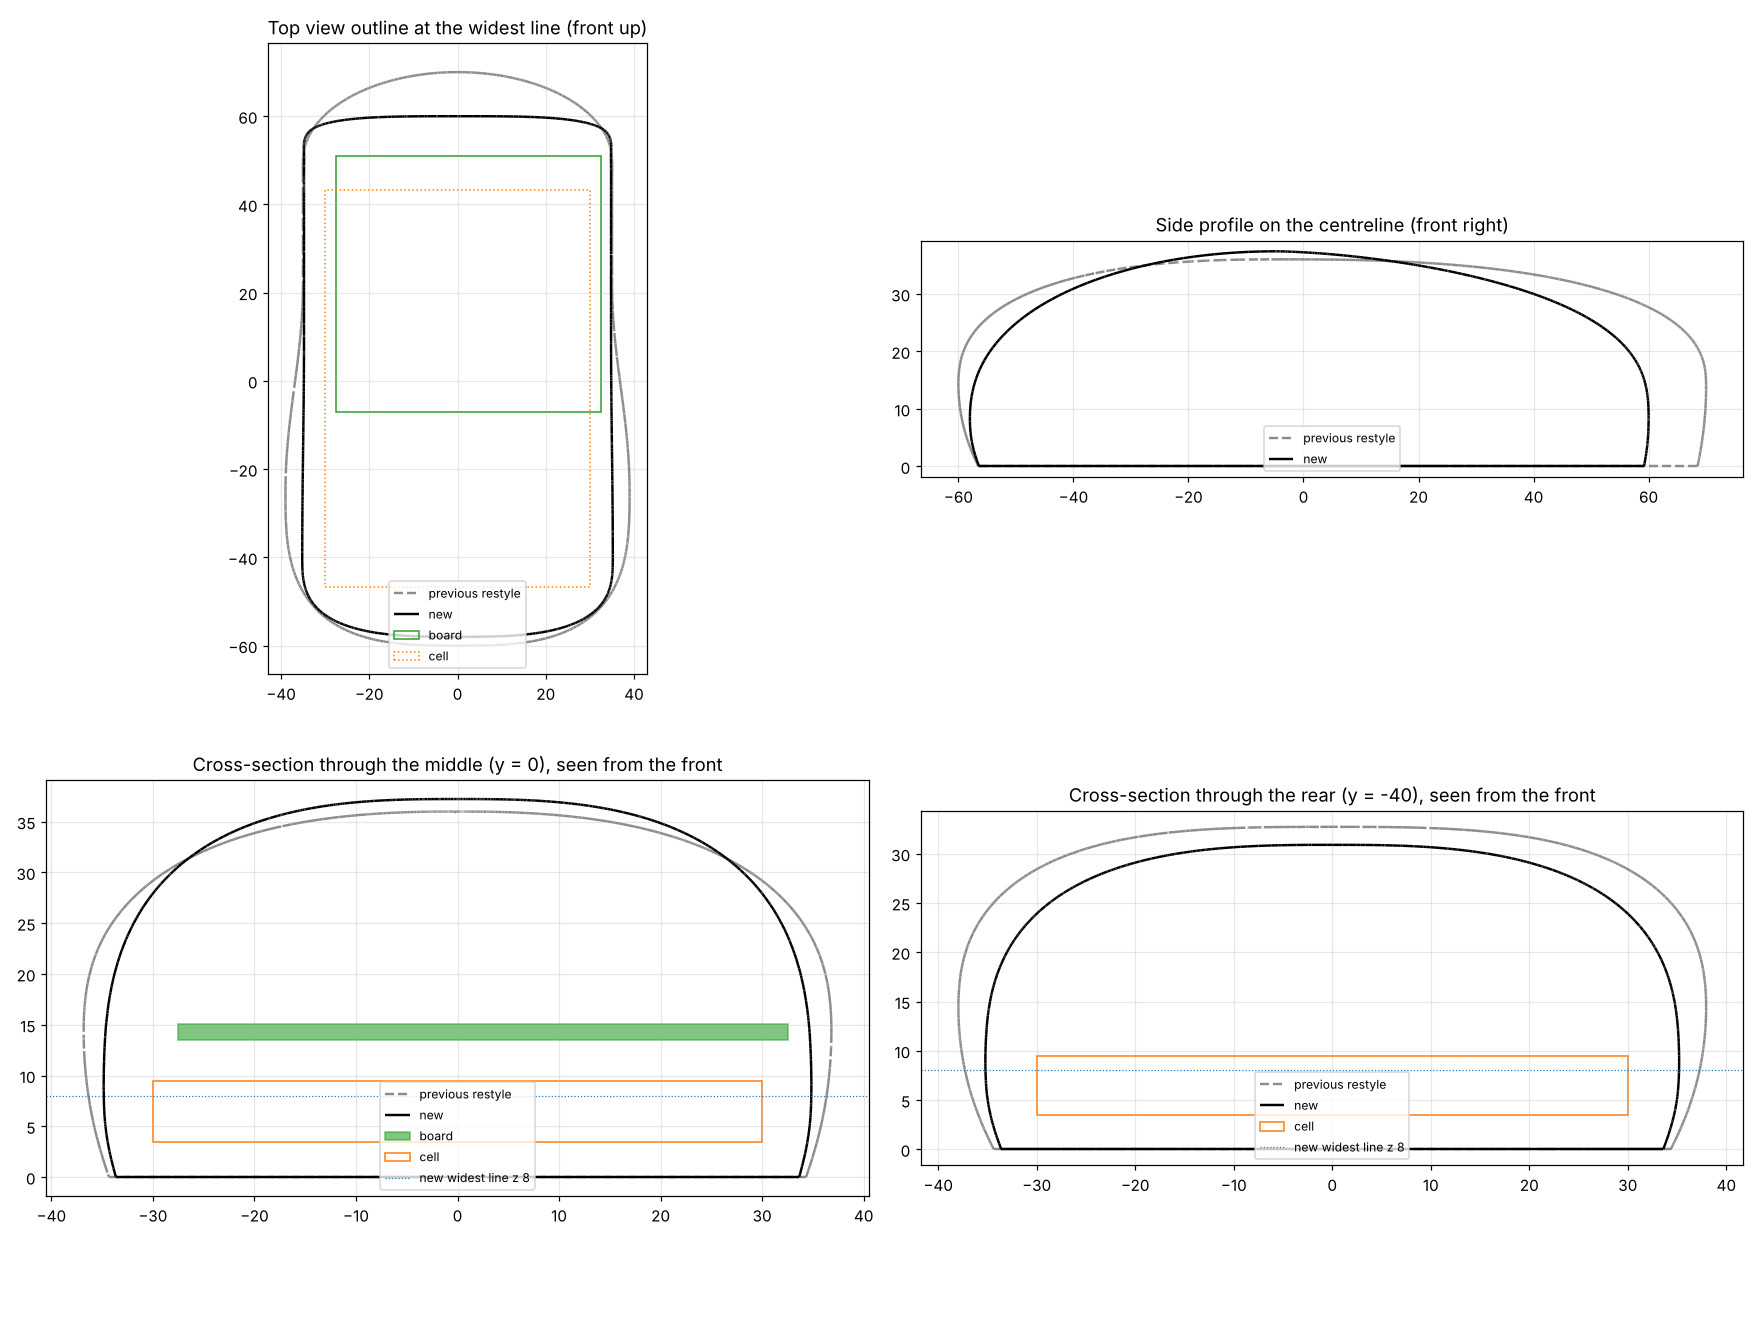 Top view outline at the widest line (front up)
60
40
20
0
−20
−40
−60
−40 −20 0 20 40
previous restyle
new
board
cell
Side profile on the centreline (front right)
30
20
10
0
−60 −40 −20 0 20 40 60
previous restyle
new
Cross-section through the middle (y = 0), seen from the front
35
30
25
20
15
10
5
0
−40 −30 −20 −10 0 10 20 30 40
previous restyle
new
board
cell
new widest line z 8
Cross-section through the rear (y = -40), seen from the front
30
25
20
15
10
5
0
−40 −30 −20 −10 0 10 20 30 40
previous restyle
new
cell
new widest line z 8